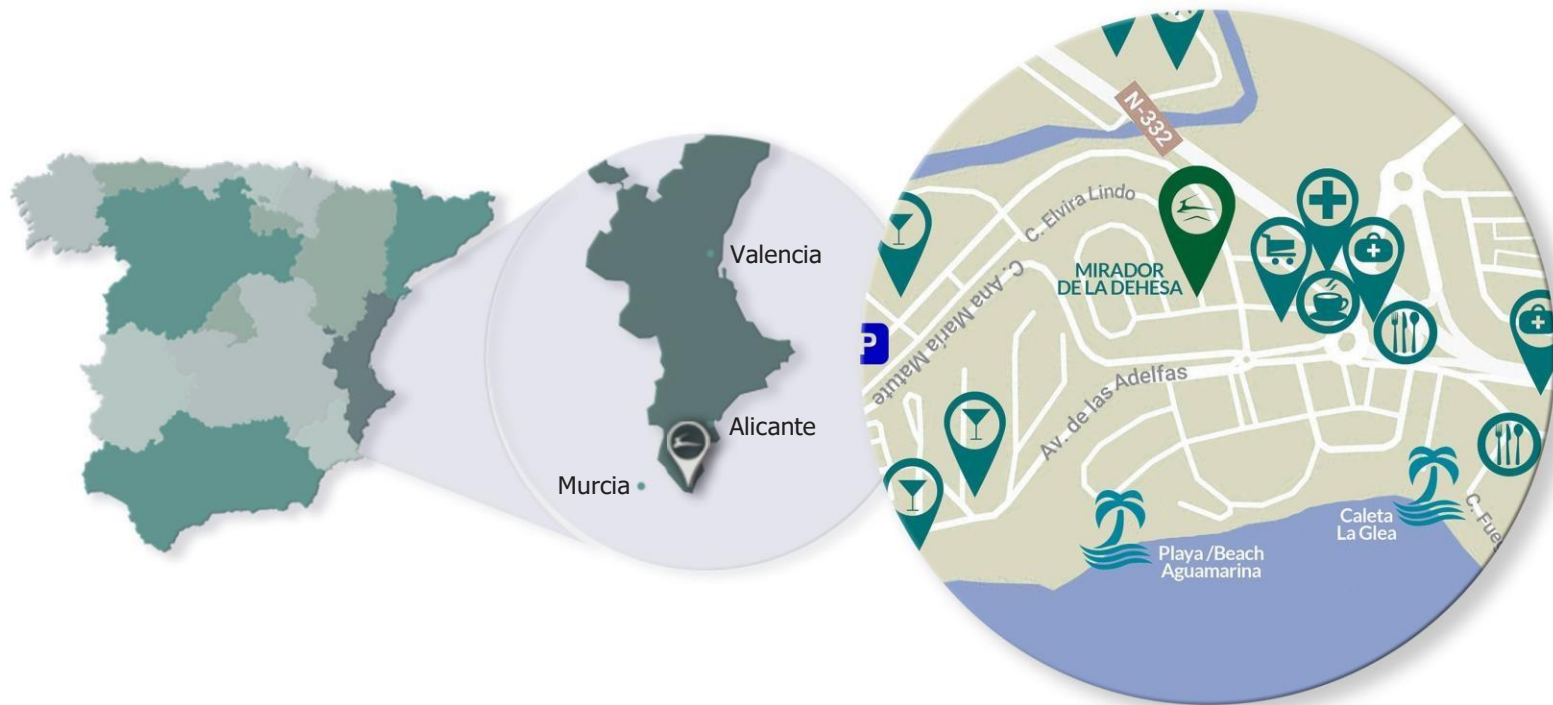 Valencia
Alicante
Murcia
N-332
C. Elvira Lindo
MIRADOR
DE LA DEHESA
C. Ana María Matute
P
Av. de las Adelfas
Caleta
La Glea
Playa /Beach
Aguamarina
C. Fueg